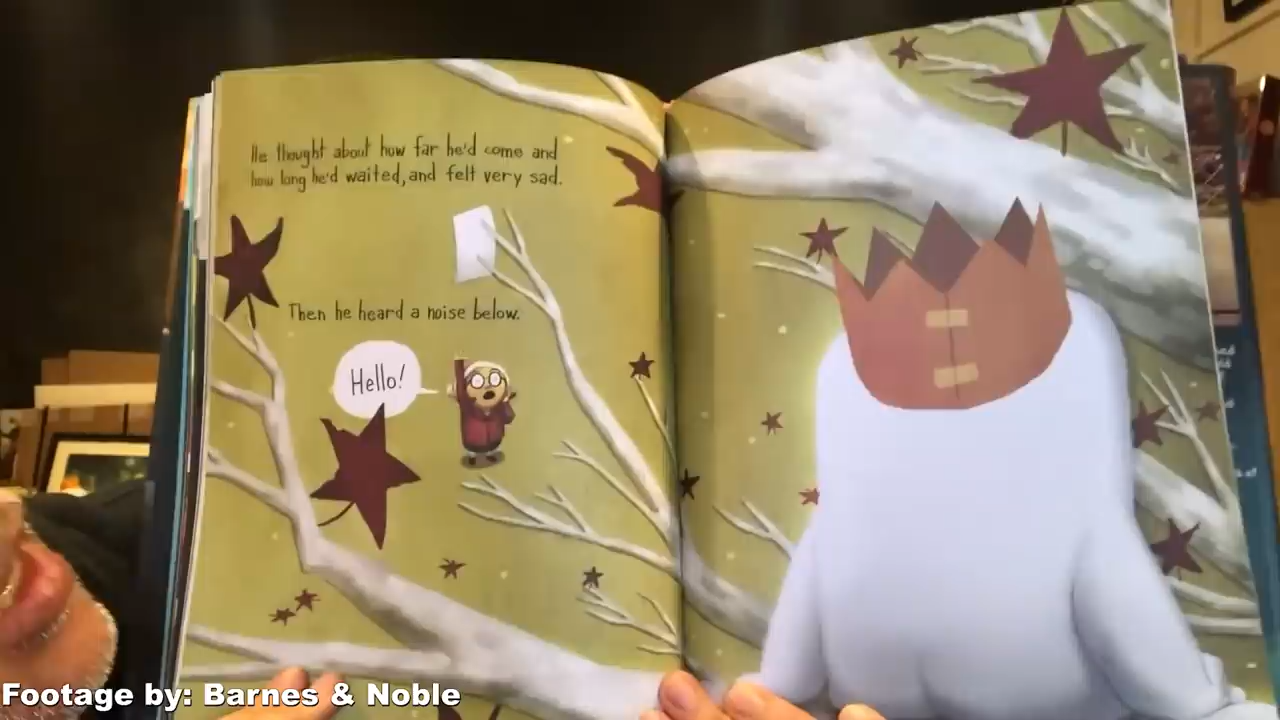 He thought about how far he'd come and
how long he'd waited, and felt very sad.
Then he heard a noise below.
Hello!
Footage by: Barnes & Noble